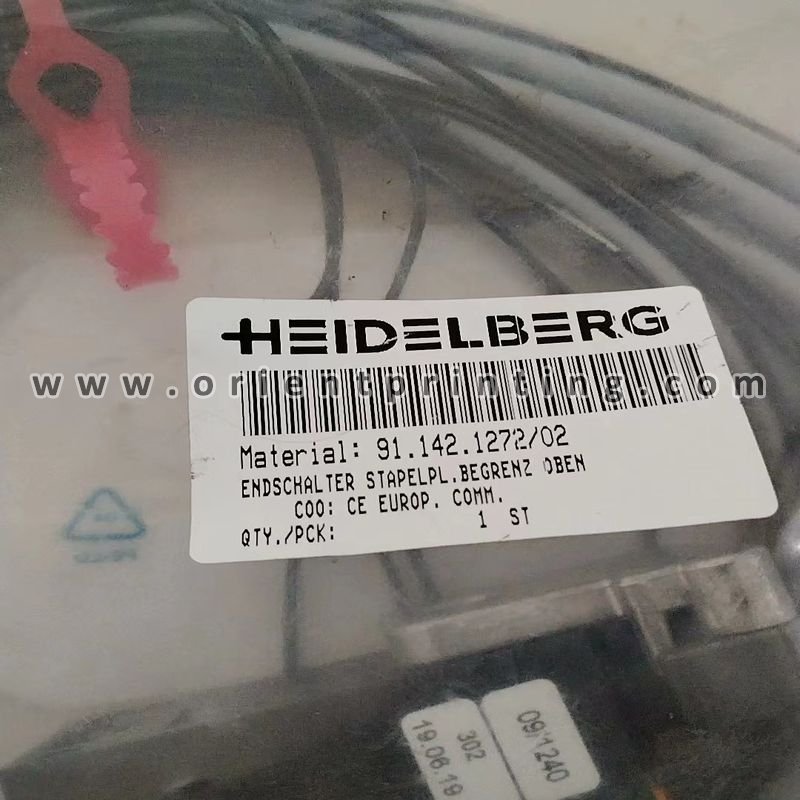 HEIDELBERG
www.orientprinting.com
Material: 91.142.1272/02
ENDSCHALTER STAPELPL.BEGRENZ OBEN
COO: CE EUROP. COMM.
QTY./PCK: 1 ST
302
19.06.19
09/1240